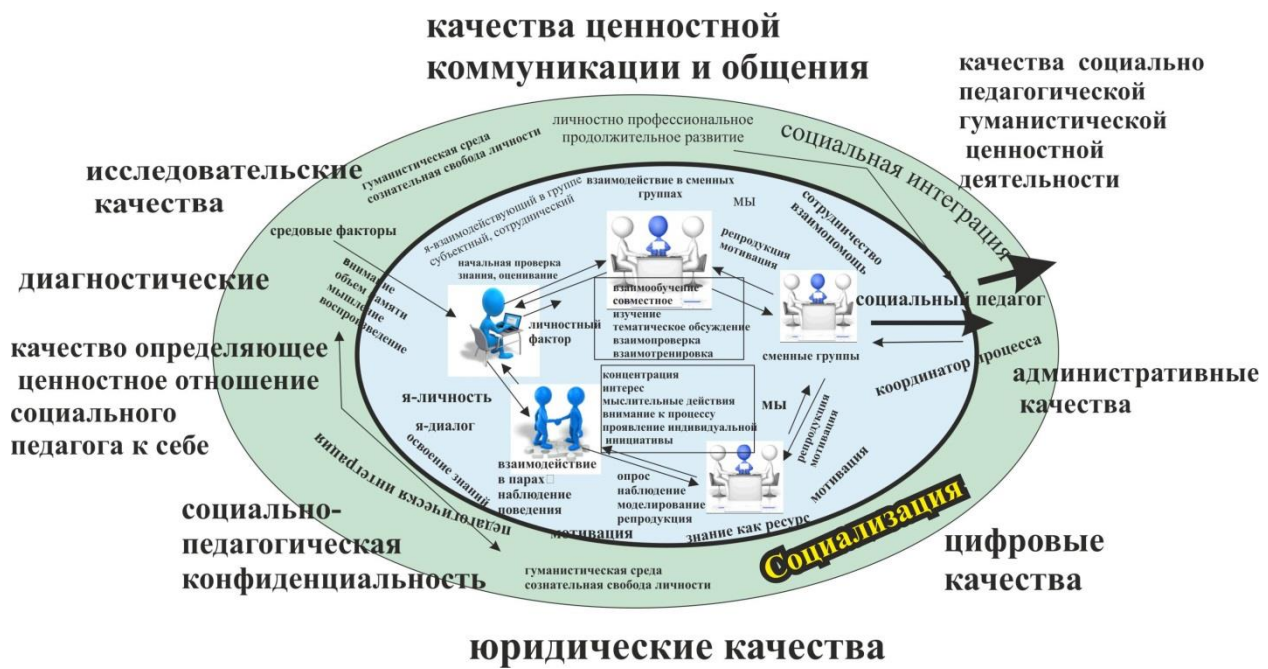 качества ценностной
коммуникации и общения
качества социально
педагогической
гуманистической
ценностной
деятельности
исследовательские
качества
диагностические
качество определяющее
ценностное отношение
социального
педагога к себе
социально-
педагогическая
конфиденциальность
юридические качества
цифровые
качества
административные
качества
личностно профессиональное
продолжительное развитие
социальная интеграция
гуманистическая среда
сознательная свобода личности
средовые факторы
педагогическая интеграция
гуманистическая среда
сознательная свобода личности
Социализация
социальный педагог
координатор процесса
взаимодействие в сменных
группах
мы
сотрудничество
взаимопомощь
я-взаимодействующий в группе
субъектный, сотруднический
начальная проверка
знания, оценивание
внимание
объем памяти
мышление
воспроизведение
репродукция
мотивация
личностный
фактор
взаимообучение
совместное
изучение
тематическое обсуждение
взаимопроверка
взаимотренировка
сменные группы
концентрация
интерес
мыслительные действия
внимание к процессу
проявление индивидуальной
инициативы
мы
репродукция
мотивация
мотивация
я-личность
я-диалог
освоение знаний
взаимодействие
в парах
наблюдение
поведения
опрос
наблюдение
моделирование
репродукция
мотивация
знание как ресурс